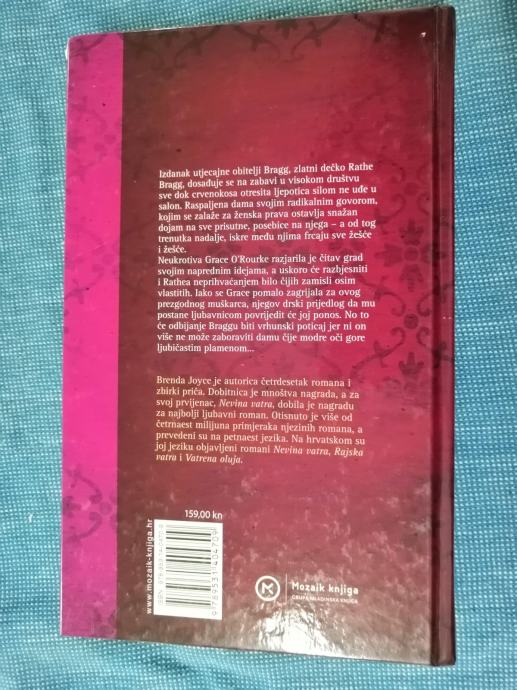 Izdanak utjecajne obitelji Bragg, zlatni dečko Rathe
Bragg, dosađuje se na zabavi u visokom društvu
sve dok crvenokosa otresita ljepotica silom ne uđe u
salon. Raspaljena dama svojim radikalnim govorom,
kojim se zalaže za ženska prava ostavlja snažan
dojam na sve prisutne, posebice na njega – a od tog
trenutka nadalje, iskre među njima frcaju sve žešće
i žešće.
Neukrotiva Grace O'Rourke razjarila je čitav grad
svojim naprednim idejama, a uskoro će razbjesniti
i Rathea neprihvaćanjem bilo čijih zamisli osim
vlastitih. Iako se Grace pomalo zagrijala za ovog
prezgodnog muškarca, njegov drski prijedlog da mu
postane ljubavnicom povrijedit će joj ponos. No to
će odbijanje Braggu biti vrhunski poticaj jer ni on
više ne može zaboraviti damu čije modre oči gore
ljubičastim plamenom...
Brenda Joyce je autorica četrdesetak romana i
zbirki priča. Dobitnica je mnoštva nagrada, a za
svoj prvijenac, Nevina vatra, dobila je nagradu
za najbolji ljubavni roman. Otisnuto je više od
četrnaest milijuna primjeraka njezinih romana, a
prevedeni su na petnaest jezika. Na hrvatskom su
joj jeziku objavljeni romani Nevina vatra, Rajska
vatra i Vatrena oluja.
159,00 kn
www.mozaik-knjiga.hr
9789531404709
Mozaik knjiga
GRUPA MLADINSKA KNJIGA